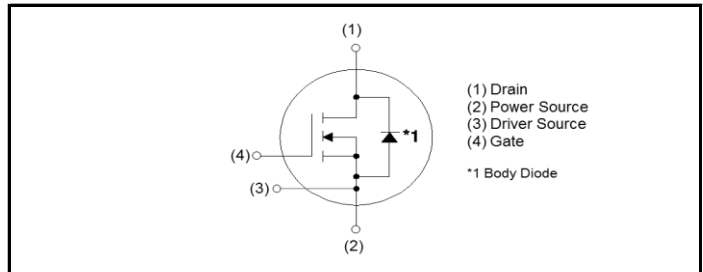 (1)
(1) Drain
(2) Power Source
(3) Driver Source
(4) Gate
*1 Body Diode
*1
(4)
(3)
(2)